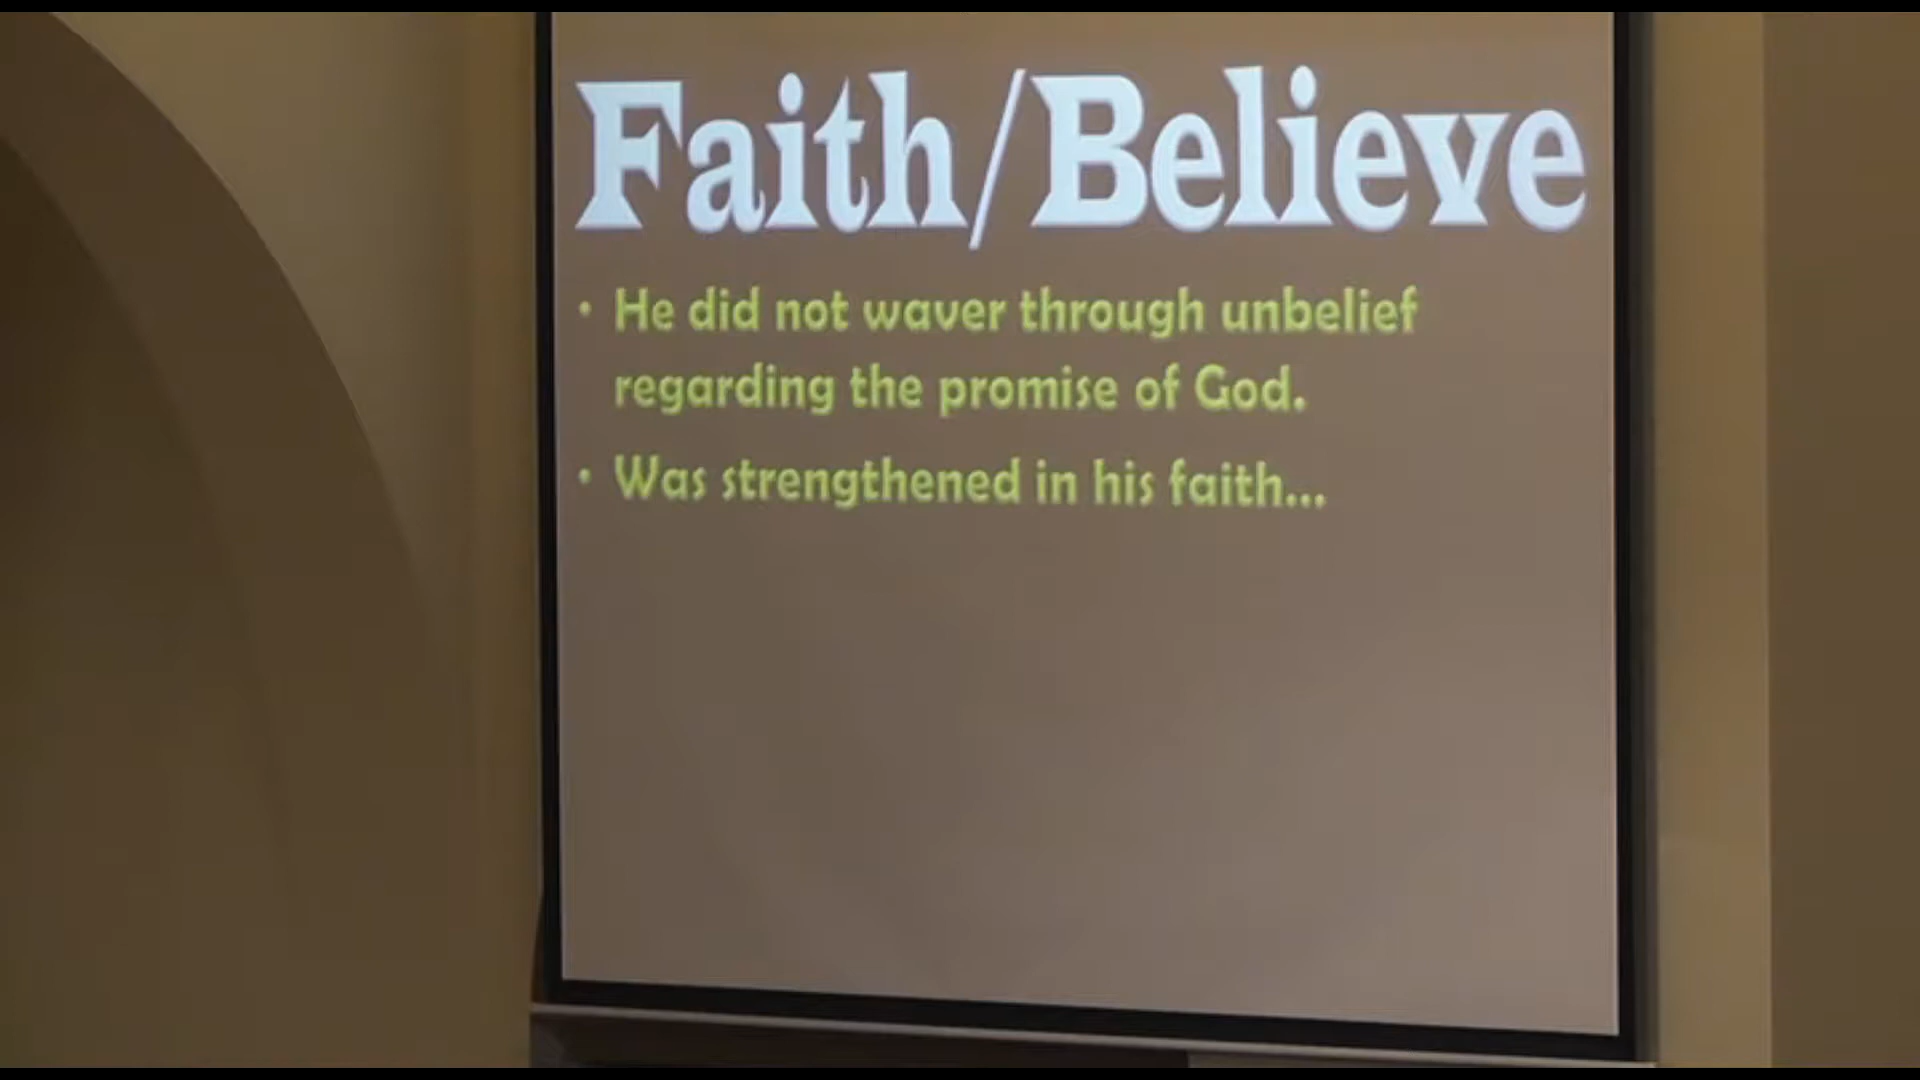 Faith/Believe
• He did not waver through unbelief
regarding the promise of God.
• Was strengthened in his faith...